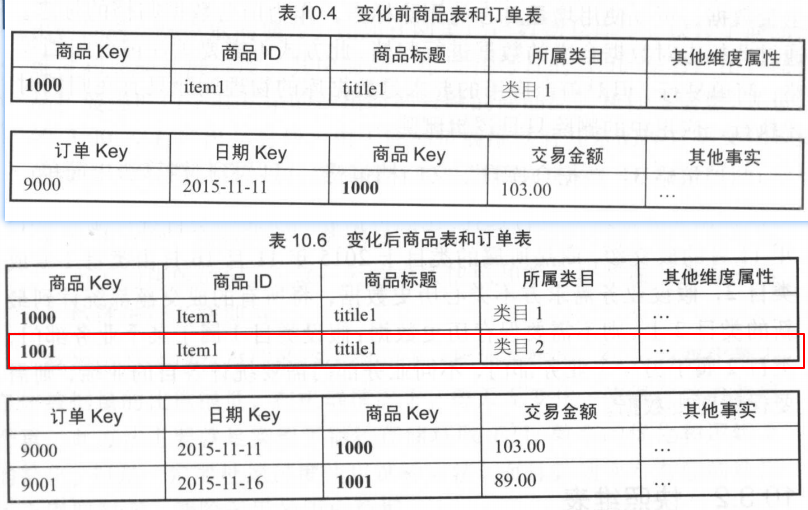 表 10.4 变化前商品表和订单表
商品 Key 商品 ID 商品标题 所属类目 其他维度属性
1000 item1 titile1 类目 1 …
订单 Key 日期 Key 商品 Key 交易金额 其他事实
9000 2015-11-11 1000 103.00 …
表 10.6 变化后商品表和订单表
商品 Key 商品 ID 商品标题 所属类目 其他维度属性
1000 Item1 titile1 类目 1 …
1001 Item1 titile1 类目 2 …
订单 Key 日期 Key 商品 Key 交易金额 其他事实
9000 2015-11-11 1000 103.00 …
9001 2015-11-16 1001 89.00 …